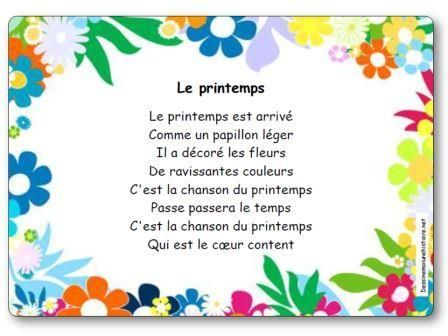 Le printemps
Le printemps est arrivé
Comme un papillon léger
Il a décoré les fleurs
De ravissantes couleurs
C'est la chanson du printemps
Passe passera le temps
C'est la chanson du printemps
Qui est le cœur content
Dessinemoiunehistoire.net